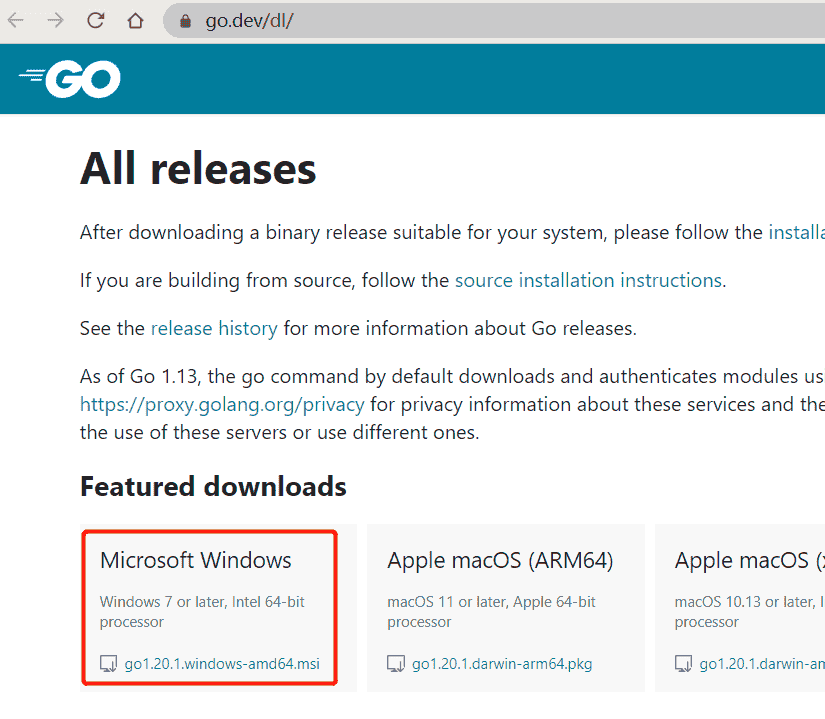 go.dev/dl/
GO
All releases
After downloading a binary release suitable for your system, please follow the
If you are building from source, follow the source installation instructions.
See the release history for more information about Go releases.
As of Go 1.13, the go command by default downloads and authenticates modules
https://proxy.golang.org/privacy for privacy information about these services and
the use of these servers or use different ones.
Featured downloads
Microsoft Windows
Windows 7 or later, Intel 64-bit
processor
go1.20.1.windows-amd64.msi
Apple macOS (ARM64)
macOS 11 or later, Apple 64-bit
processor
go1.20.1.darwin-arm64.pkg
Apple macOS
macOS 10.13 or later,
processor
go1.20.1.darwin-am